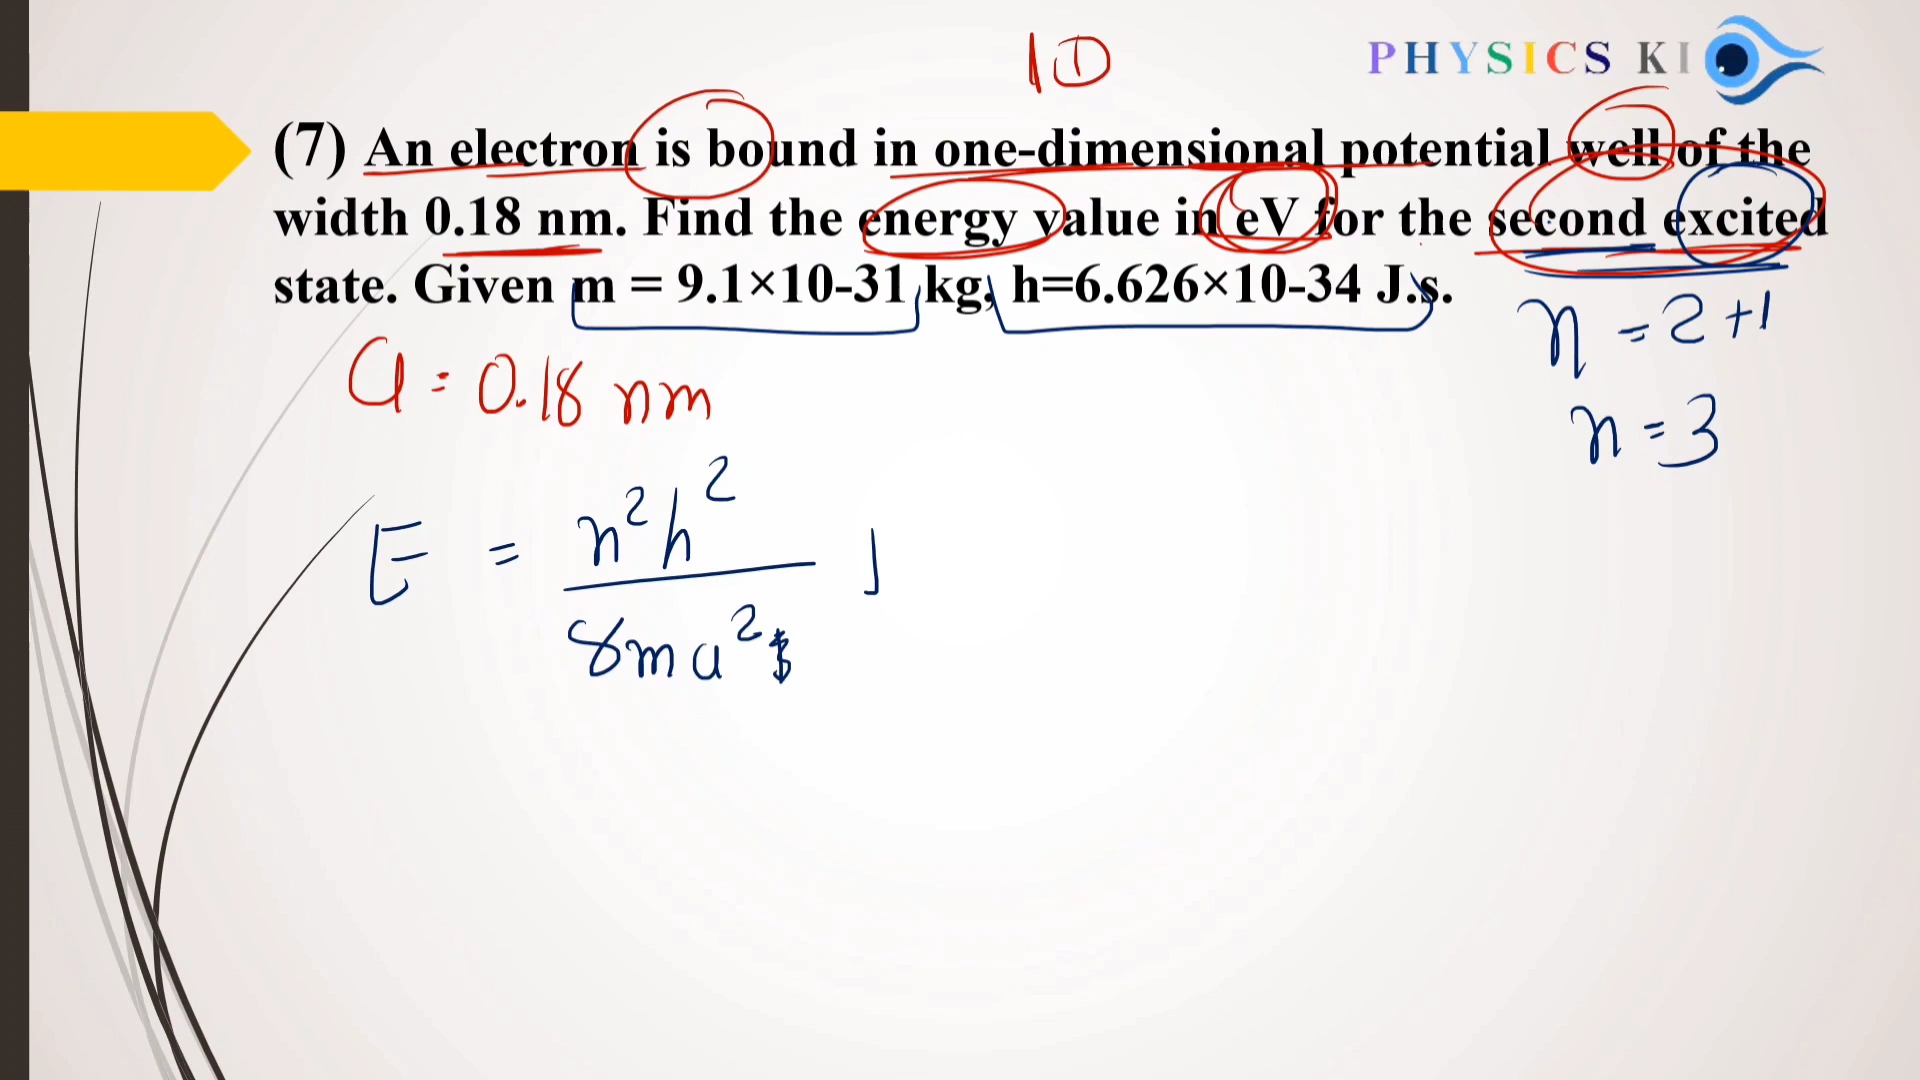 1D
PHYSICS KI
(7) An electron is bound in one-dimensional potential well of the
width 0.18 nm. Find the energy value in eV for the second excited
state. Given m = 9.1×10-31 kg, h=6.626×10-34 J.s.
n = 2 +1
a = 0.18 nm
n = 3
E = n²h² J
8ma²